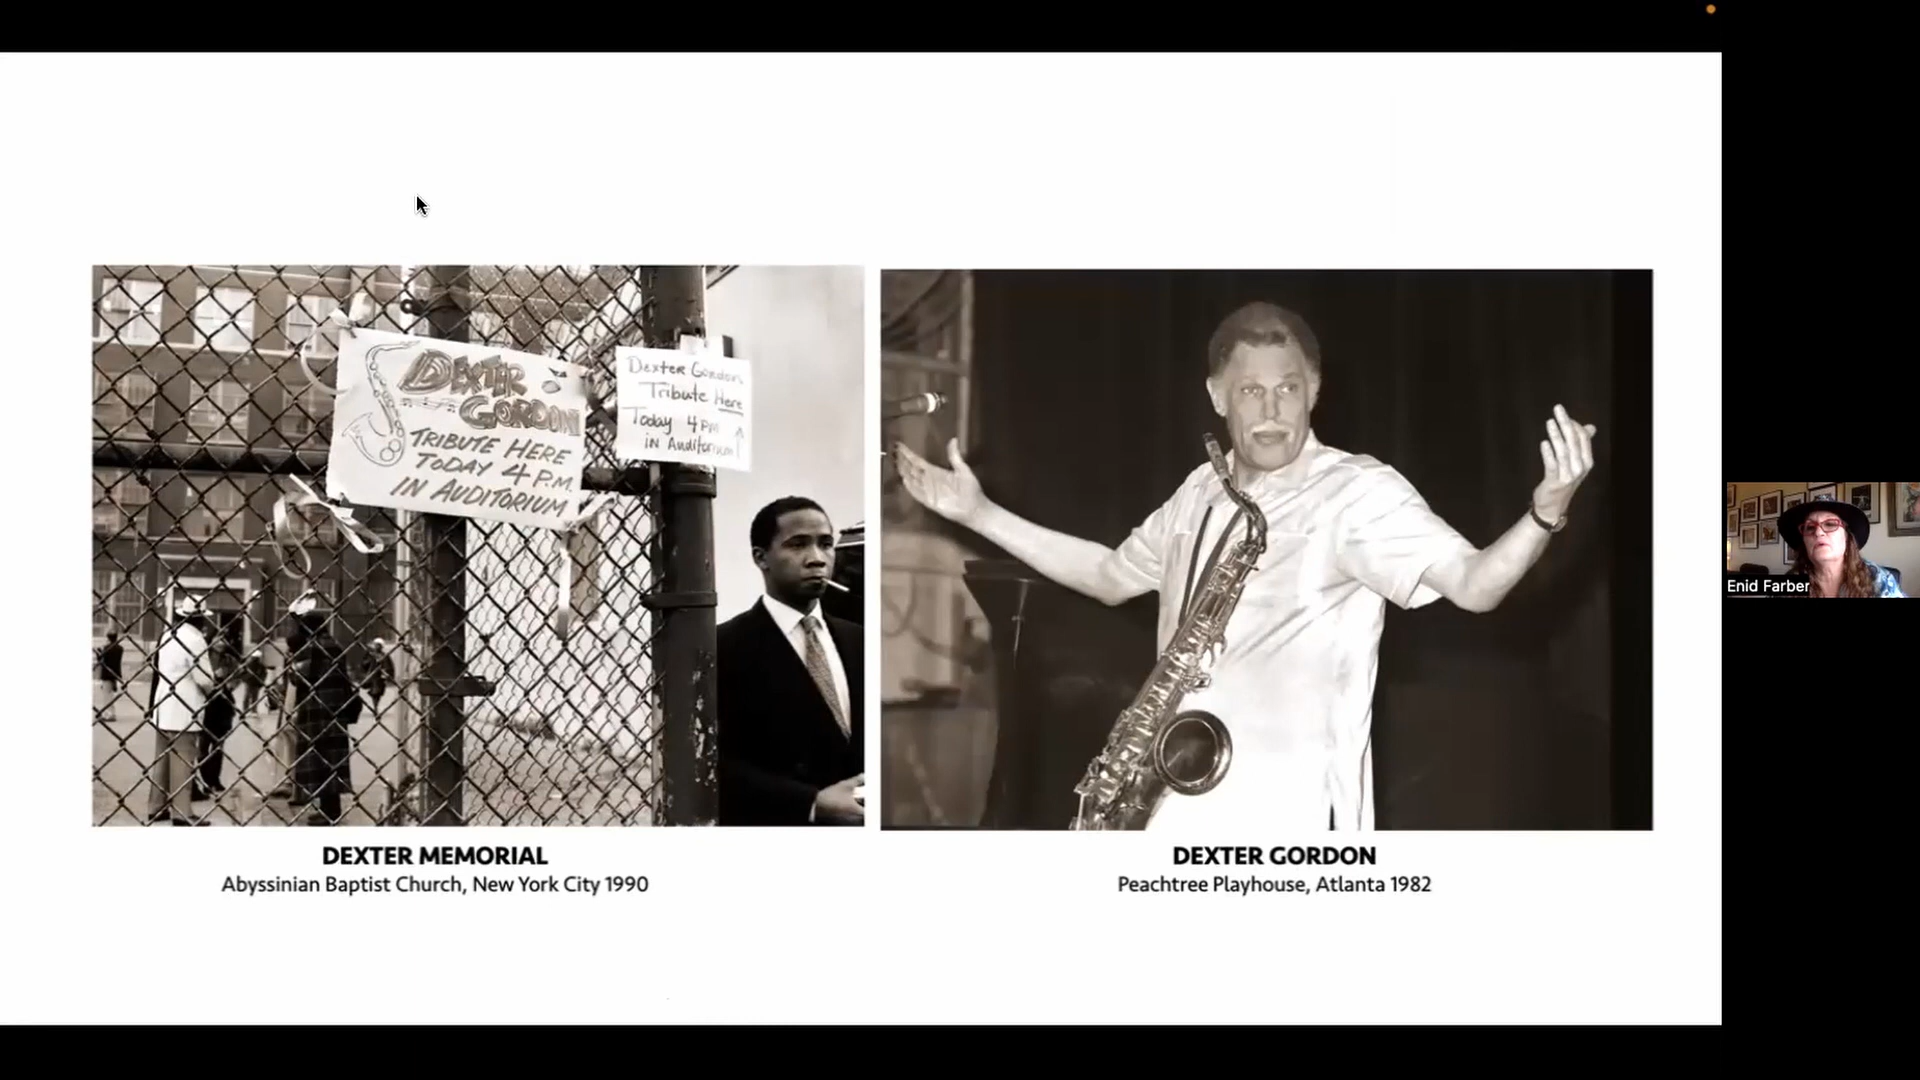 DEXTER
GORDON
TRIBUTE HERE
TODAY 4 P.M.
IN AUDITORIUM
Dexter Gordon
Tribute Here
Today 4 PM
in Auditorium
DEXTER MEMORIAL
Abyssinian Baptist Church, New York City 1990
DEXTER GORDON
Peachtree Playhouse, Atlanta 1982
Enid Farber